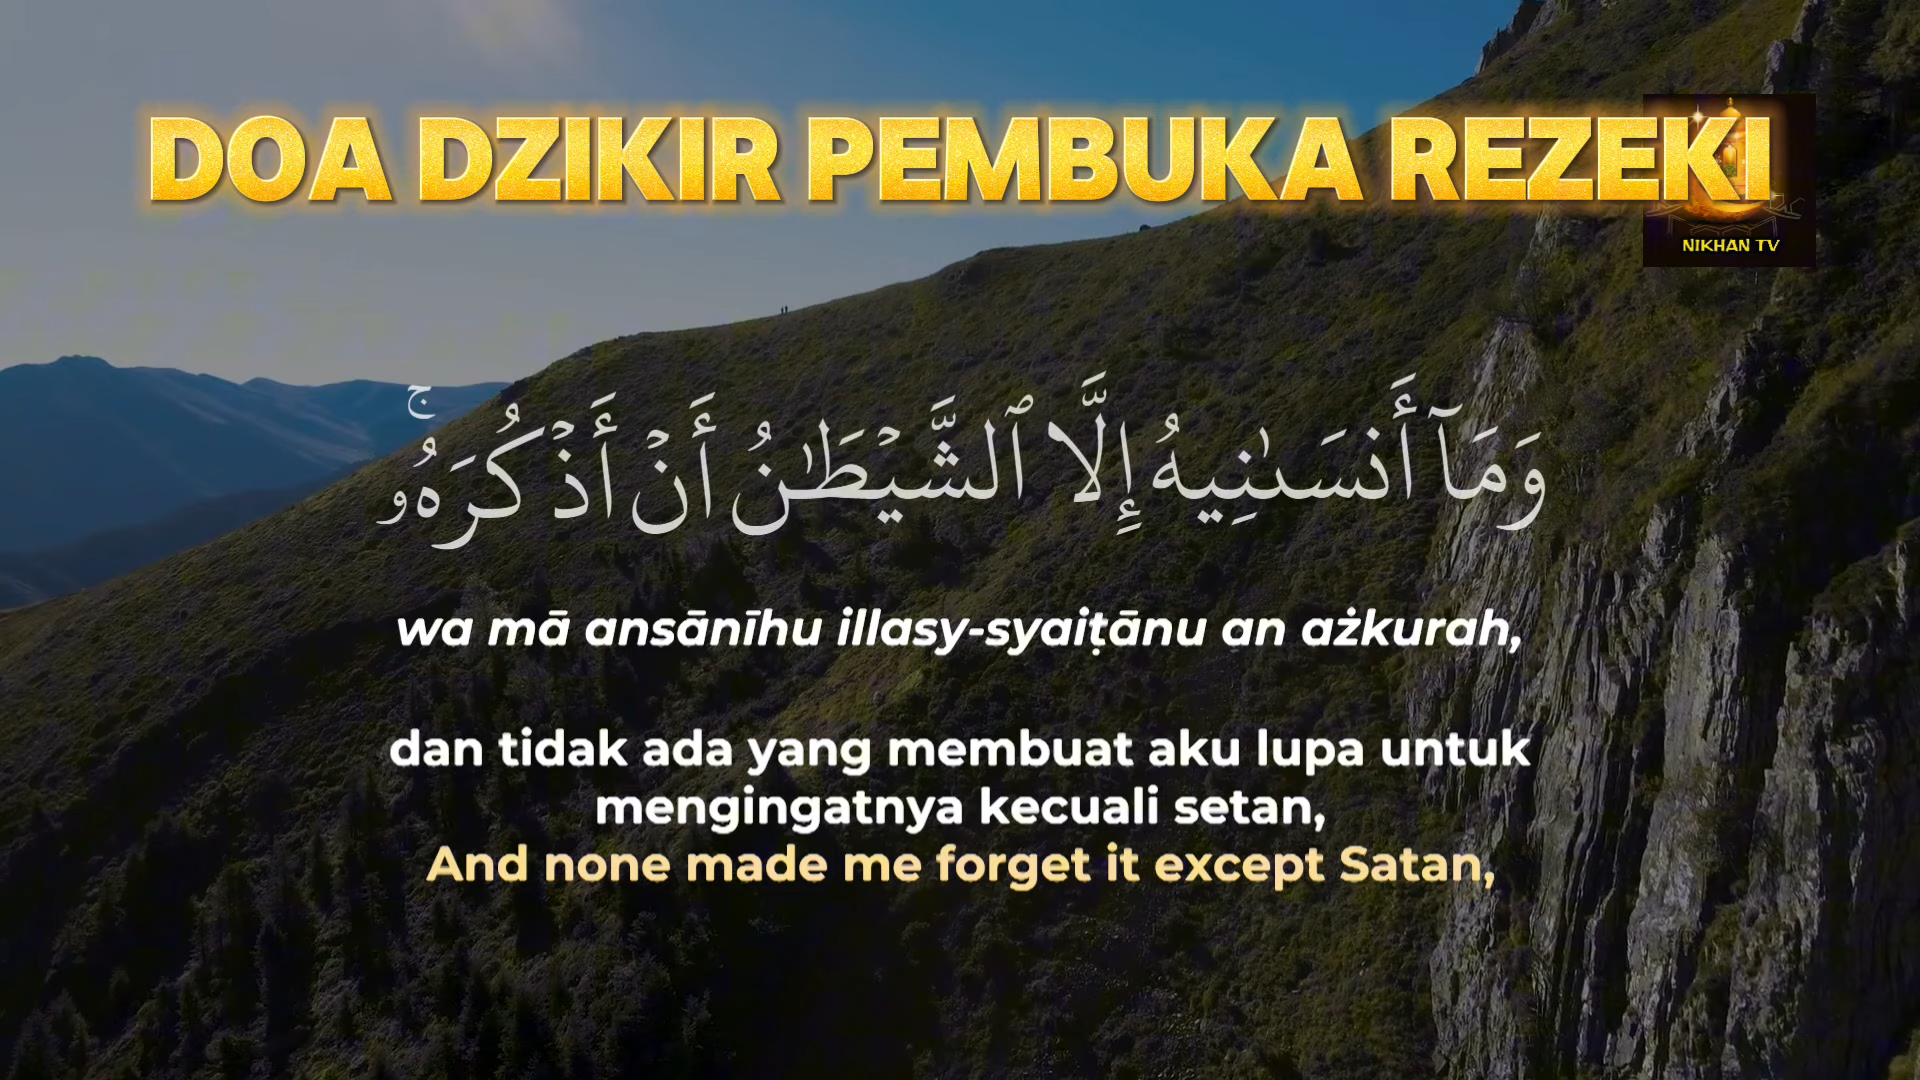 DOA DZIKIR PEMBUKA REZEKI
NIKHAN TV
وَمَآ أَنسَىٰنِيهُ إِلَّا ٱلشَّيْطَٰنُ أَنْ أَذْكُرَهُۥۚ
wa mā ansānīhu illasy-syaiṭānu an ażkurah,
dan tidak ada yang membuat aku lupa untuk
mengingatnya kecuali setan,
And none made me forget it except Satan,